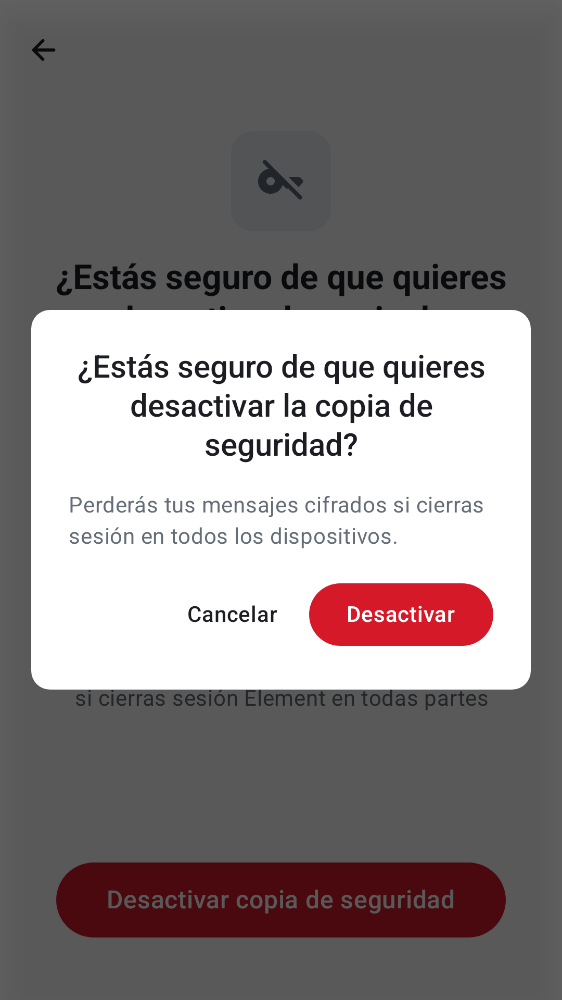 ¿Estás seguro de que quieres
¿Estás seguro de que quieres
desactivar la copia de
seguridad?
Perderás tus mensajes cifrados si cierras
sesión en todos los dispositivos.
Cancelar
Desactivar
si cierras sesión Element en todas partes
Desactivar copia de seguridad